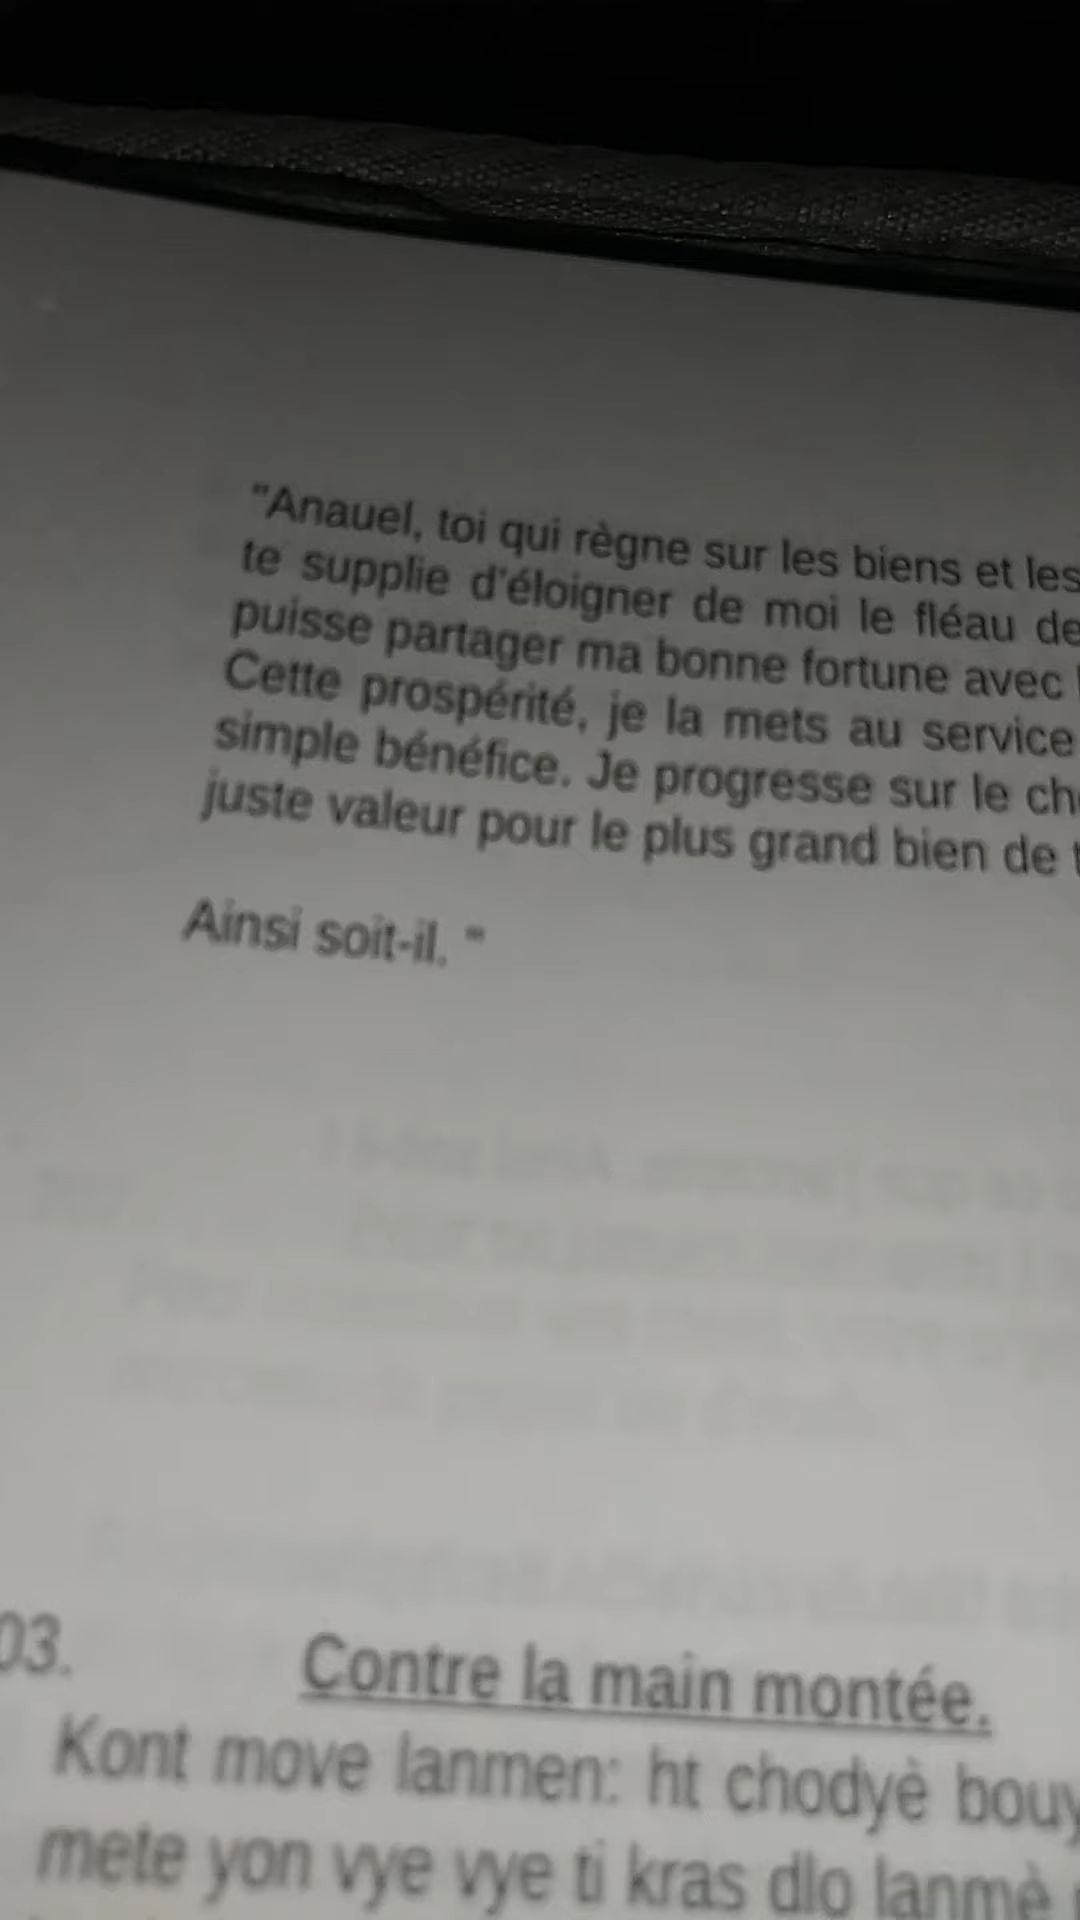 "Anauel, toi qui règne sur les biens et les
te supplie d'éloigner de moi le fléau de
puisse partager ma bonne fortune avec
Cette prospérité, je la mets au service
simple bénéfice. Je progresse sur le
juste valeur pour le plus grand bien de
Ainsi soit-il. "
03.
Contre la main montée.
Kont move lanmen: ht chodyè
mete yon vye vye ti kras dlo lanmè